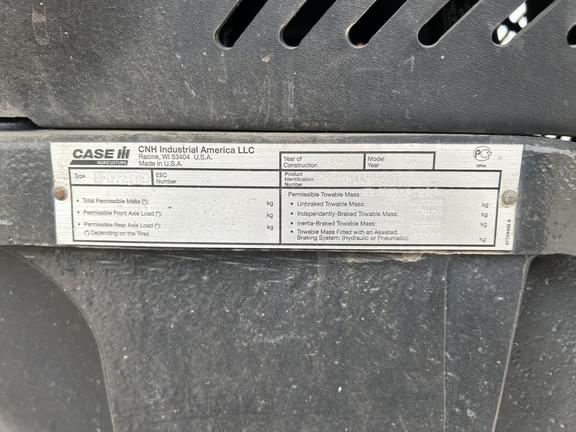 CASE IH
AGRICULTURE
CNH Industrial America LLC
Racine, WI 53404 U.S.A.
Made in U.S.A.
Year of
Construction
Model
Year
Type
EEC
Number
Product
Identification
Number
• Total Permissible Mass (*): kg
• Permissible Front Axle Load (*): kg
• Permissible Rear Axle Load (*): kg
(*) Depending on the Tires
Permissible Towable Mass:
• Unbraked Towable Mass: kg
• Independently-Braked Towable Mass: kg
• Inertia-Braked Towable Mass: kg
• Towable Mass Fitted with an Assisted
Braking System: (Hydraulic or Pneumatic): kg